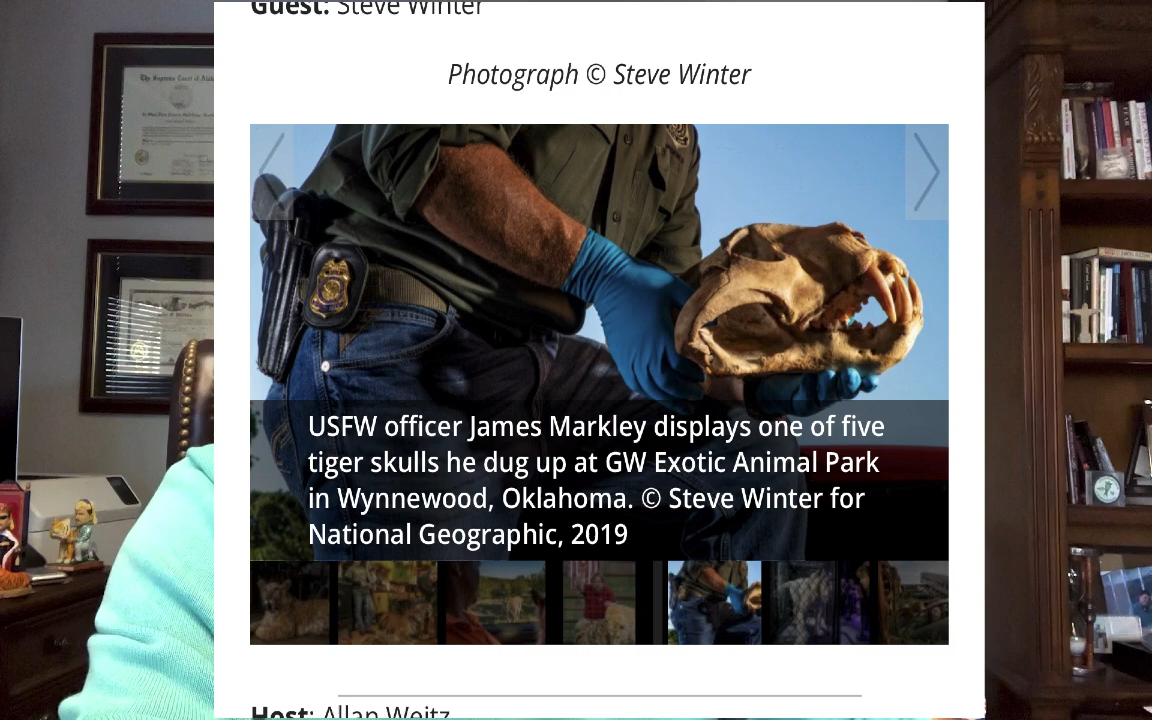 Guest: Steve Winter
Photograph © Steve Winter
USFW officer James Markley displays one of five
tiger skulls he dug up at GW Exotic Animal Park
in Wynnewood, Oklahoma. © Steve Winter for
National Geographic, 2019
Host: Allan Weitz